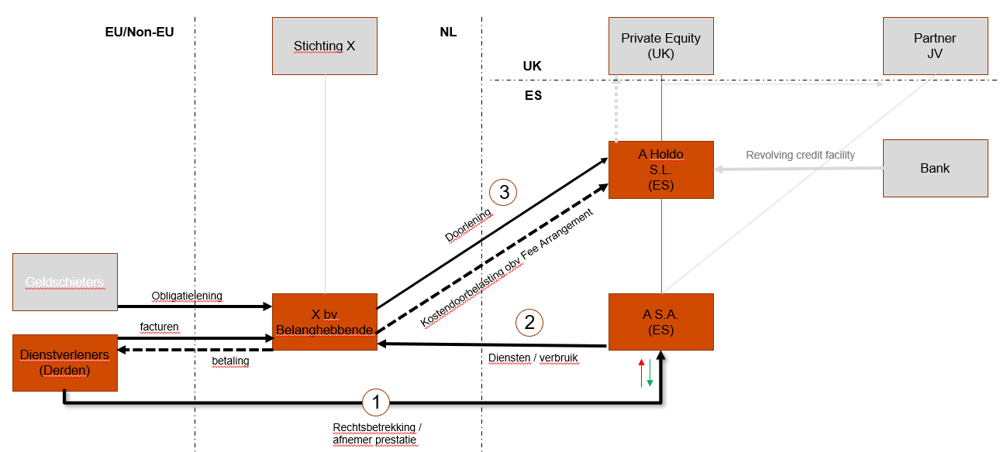 EU/Non-EU
Stichting X
NL
Private Equity
(UK)
Partner
JV
UK
ES
A Holdo
S.L.
(ES)
Revolving credit facility
Bank
3
Doorlening
Kostendoorbelasting obv Fee Arrangement
Geldschieters
Obligatielening
X bv
Belanghebbende
A S.A.
(ES)
2
facturen
Dienstverleners
(Derden)
betaling
Diensten / verbruik
1
Rechtsbetrekking /
afnemer prestatie